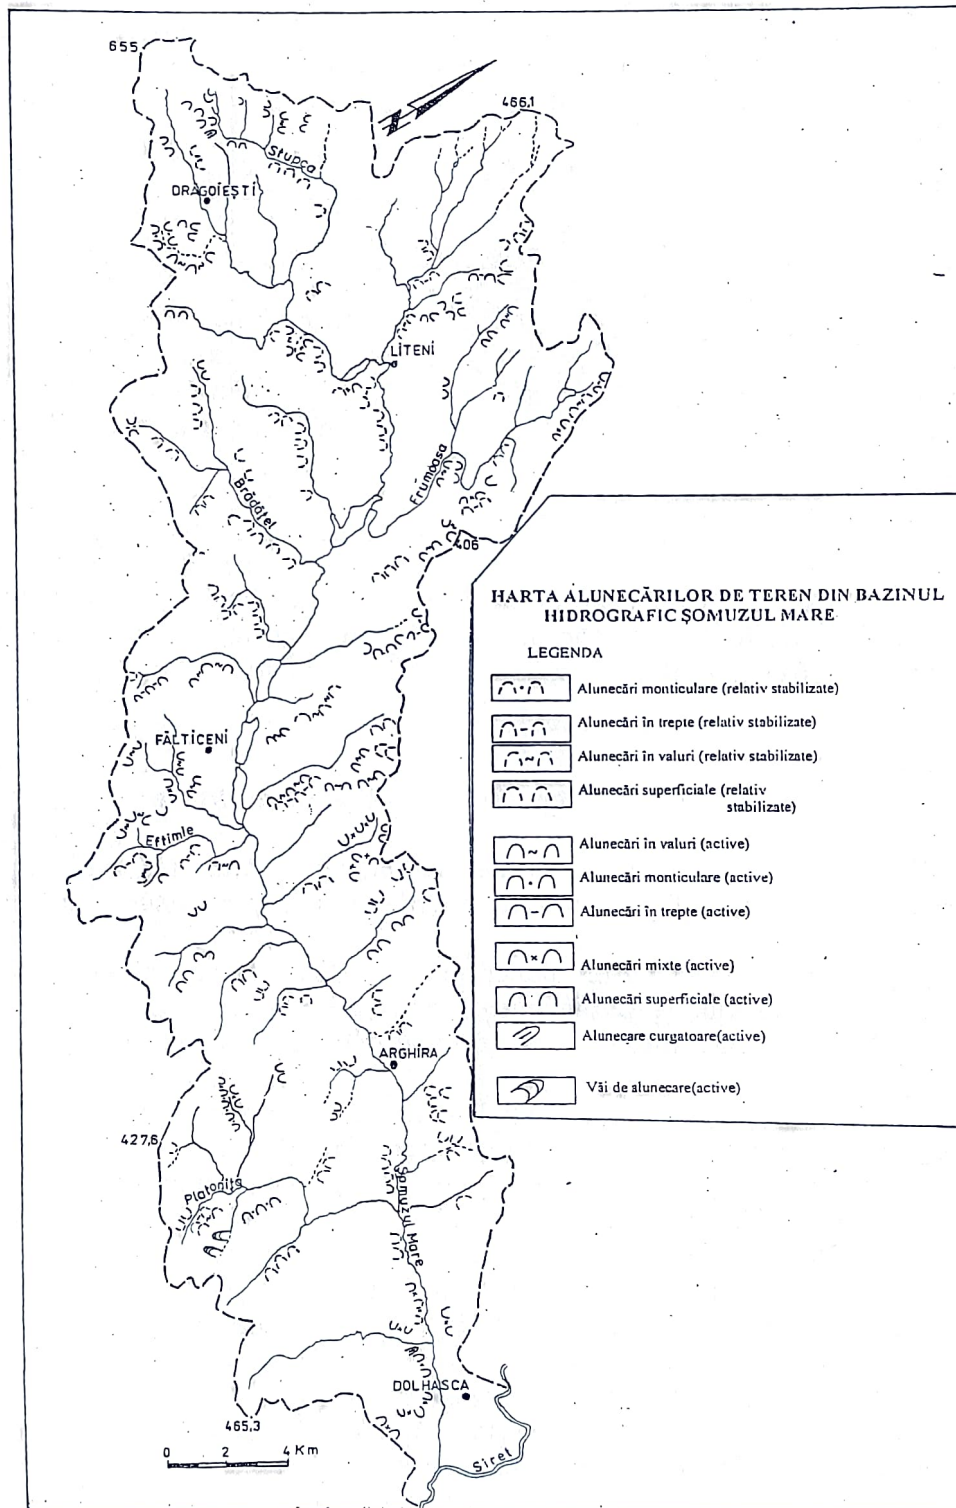 655
466,1
Stupca
DRAGOIEȘTI
LITENI
Frumoasa
Brădățel
406
HARTA ALUNECĂRILOR DE TEREN DIN BAZINUL
HIDROGRAFIC ȘOMUZUL MARE
LEGENDA
Alunecări monticulare (relativ stabilizate)
Alunecări în trepte (relativ stabilizate)
Alunecări în valuri (relativ stabilizate)
Alunecări superficiale (relativ
stabilizate)
Alunecări în valuri (active)
Alunecări monticulare (active)
Alunecări în trepte (active)
Alunecări mixte (active)
Alunecări superficiale (active)
Alunecare curgatoare(active)
Văi de alunecare(active)
FĂLTICENI
Eftimie
ARGHIRA
427,6
Platonița
Șomuzul Mare
DOLHASCA
465,3
0 2 4 Km
Siret